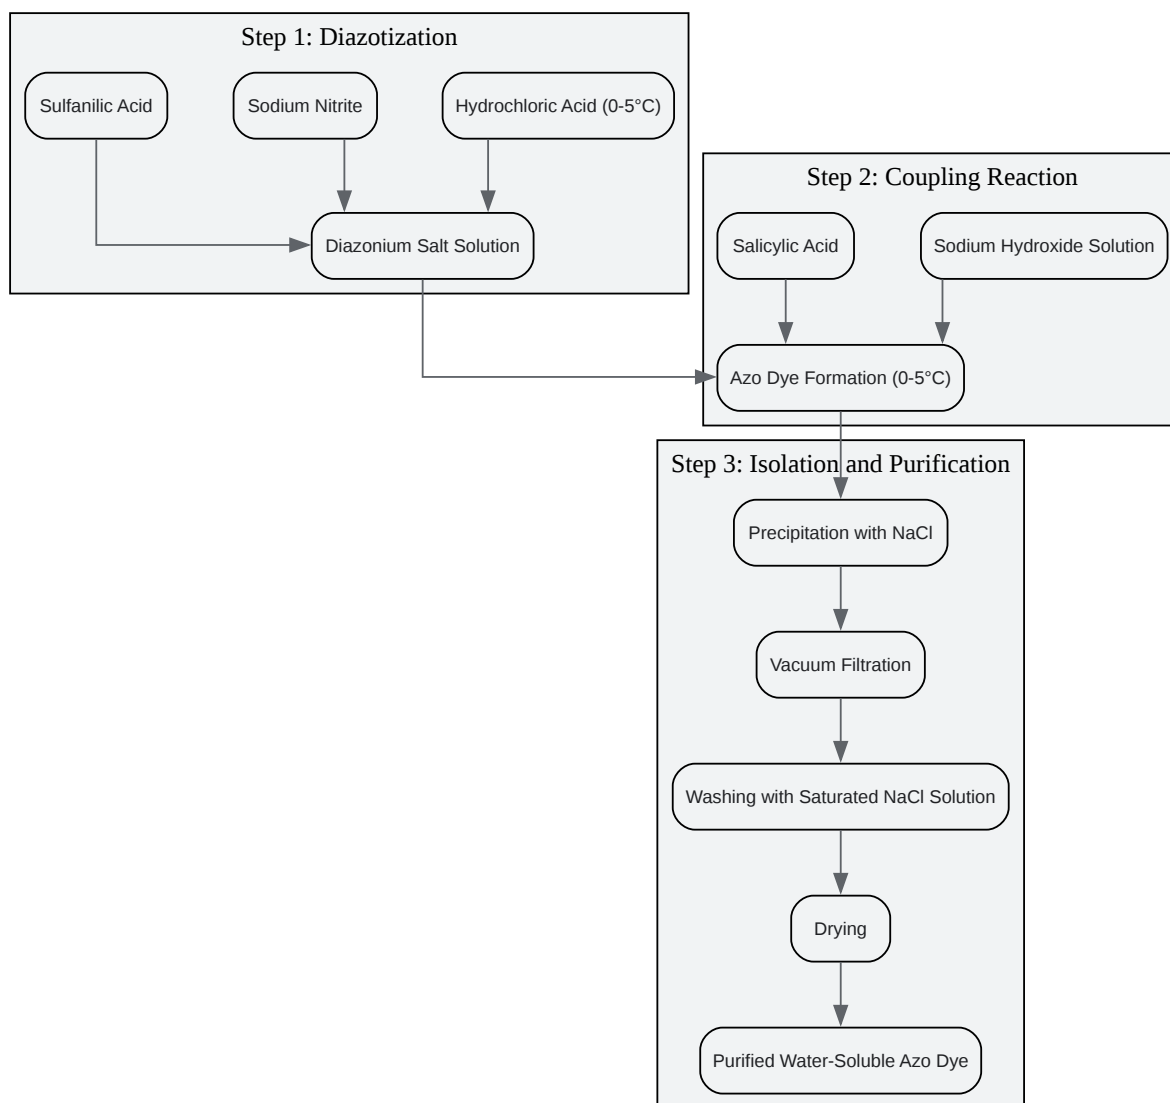 Step 1: Diazotization
Sulfanilic Acid
Sodium Nitrite
Hydrochloric Acid (0-5°C)
Diazonium Salt Solution
Step 2: Coupling Reaction
Salicylic Acid
Sodium Hydroxide Solution
Azo Dye Formation (0-5°C)
Step 3: Isolation and Purification
Precipitation with NaCl
Vacuum Filtration
Washing with Saturated NaCl Solution
Drying
Purified Water-Soluble Azo Dye